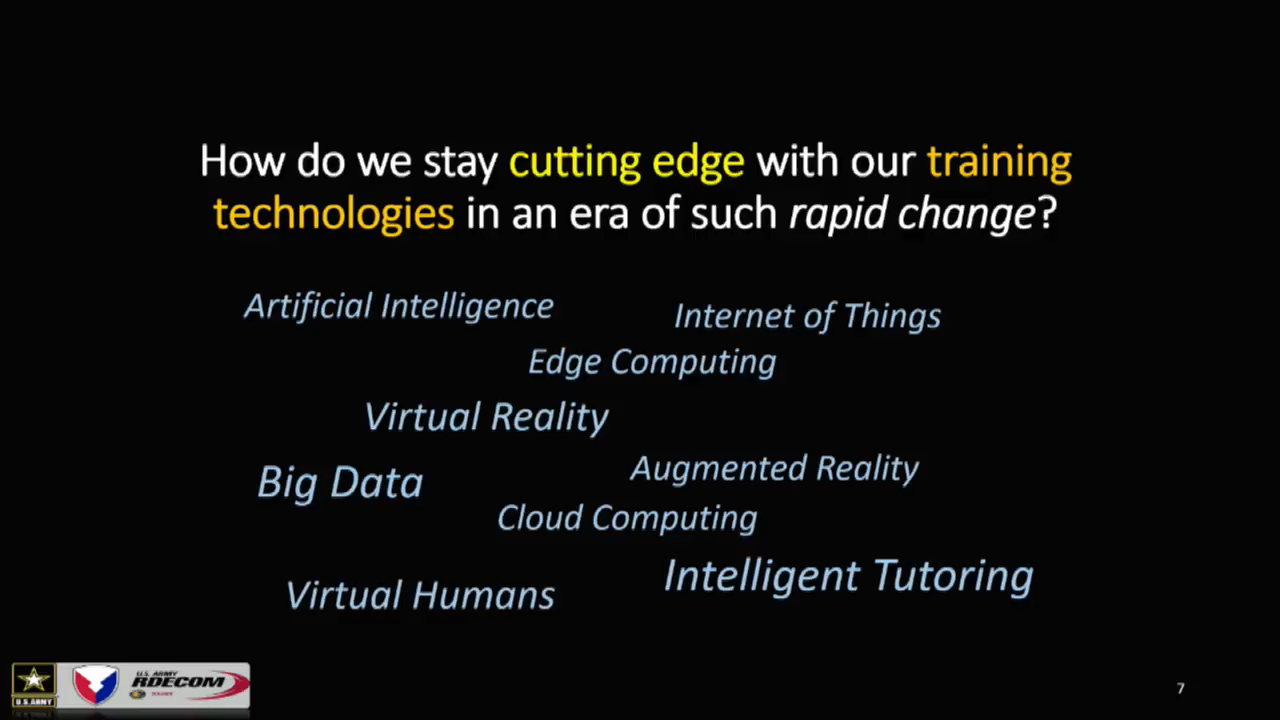 How do we stay cutting edge with our training
technologies in an era of such rapid change?
Artificial Intelligence
Internet of Things
Edge Computing
Virtual Reality
Big Data
Augmented Reality
Cloud Computing
Intelligent Tutoring
Virtual Humans
U.S. ARMY
U.S. ARMY
RDECOM
7